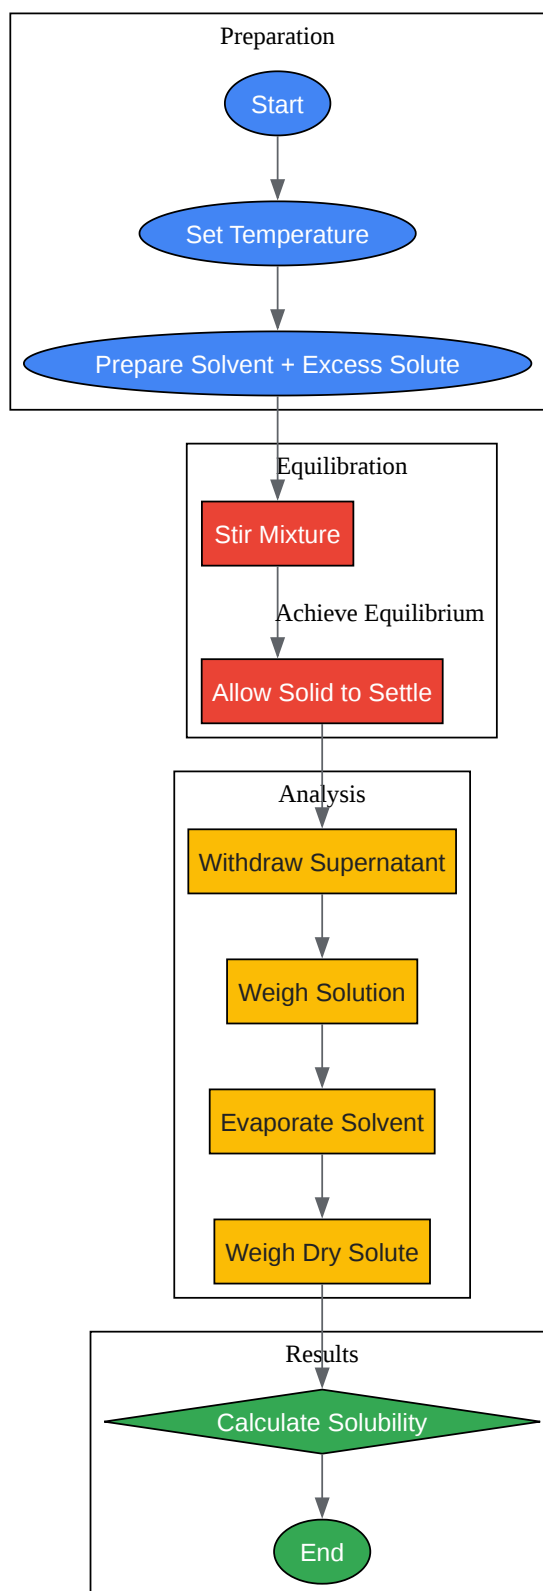 Preparation
Start
Set Temperature
Prepare Solvent + Excess Solute
Equilibration
Stir Mixture
Achieve Equilibrium
Allow Solid to Settle
Analysis
Withdraw Supernatant
Weigh Solution
Evaporate Solvent
Weigh Dry Solute
Results
Calculate Solubility
End